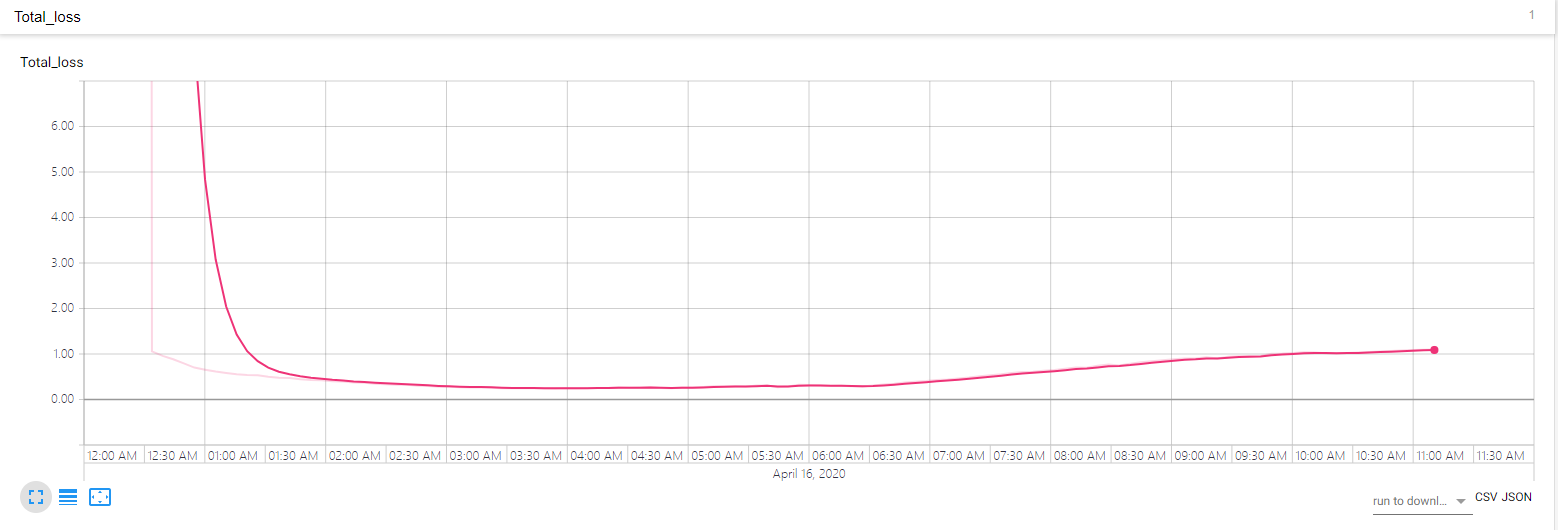 Total_loss 1
Total_loss
6.00
5.00
4.00
3.00
2.00
1.00
0.00
12:00 AM 12:30 AM 01:00 AM 01:30 AM 02:00 AM 02:30 AM 03:00 AM 03:30 AM 04:00 AM 04:30 AM 05:00 AM 05:30 AM 06:00 AM 06:30 AM 07:00 AM 07:30 AM 08:00 AM 08:30 AM 09:00 AM 09:30 AM 10:00 AM 10:30 AM 11:00 AM 11:30 AM
April 16, 2020
run to downl... CSV JSON